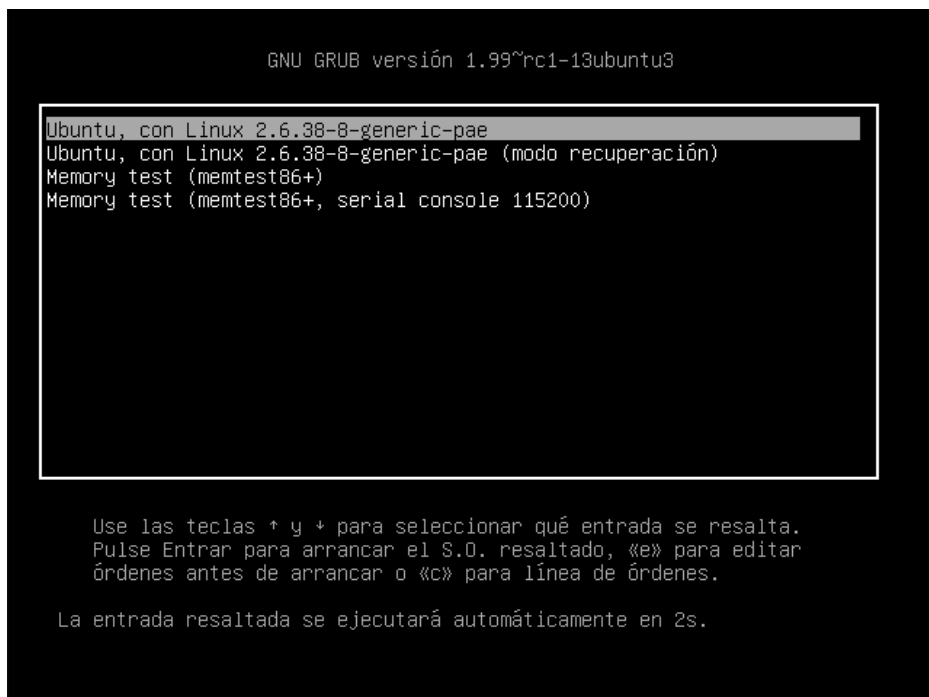 GNU GRUB versión 1.99~rc1-13ubuntu3
Ubuntu, con Linux 2.6.38-8-generic-pae
Ubuntu, con Linux 2.6.38-8-generic-pae (modo recuperación)
Memory test (memtest86+)
Memory test (memtest86+, serial console 115200)
Use las teclas ↑ y ↓ para seleccionar qué entrada se resalta.
Pulse Entrar para arrancar el S.O. resaltado, «e» para editar
órdenes antes de arrancar o «c» para línea de órdenes.
La entrada resaltada se ejecutará automáticamente en 2s.